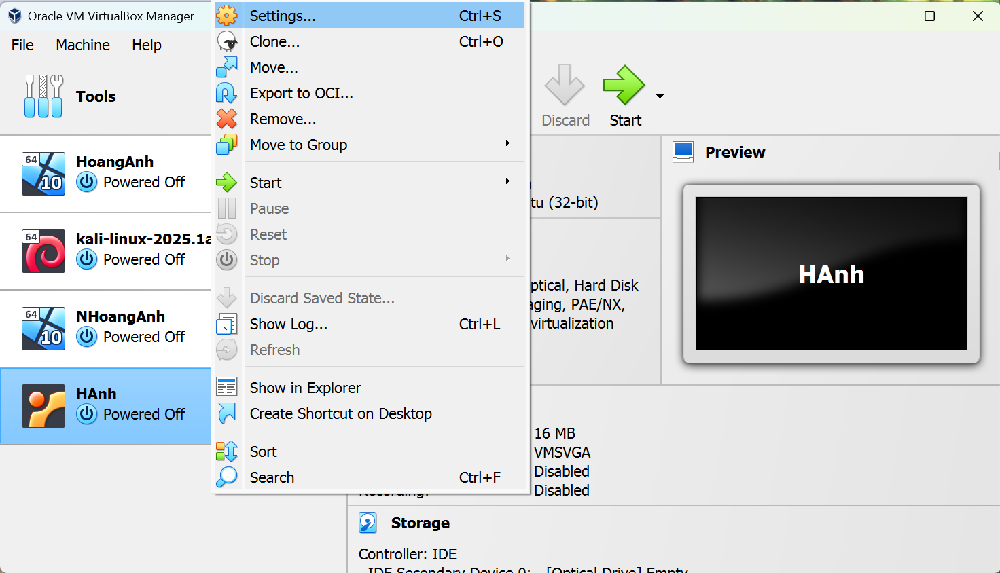 Oracle VM VirtualBox Manager
File Machine Help
Tools
64
10
HoangAnh
Powered Off
64
kali-linux-2025.1a
Powered Off
64
10
NHoangAnh
Powered Off
HAnh
Powered Off
Settings... Ctrl+S
Clone... Ctrl+O
Move...
Export to OCI...
Remove...
Move to Group
Start
Pause
Reset
Stop
Discard Saved State...
Show Log... Ctrl+L
Refresh
Show in Explorer
Create Shortcut on Desktop
Sort
Search Ctrl+F
Discard
Start
tu (32-bit)
ptical, Hard Disk
aging, PAE/NX,
virtualization
Preview
HAnh
16 MB
VMSVGA
Disabled
Recording: Disabled
Storage
Controller: IDE
IDE Secondary Device 0: [Optical Drive] Empty